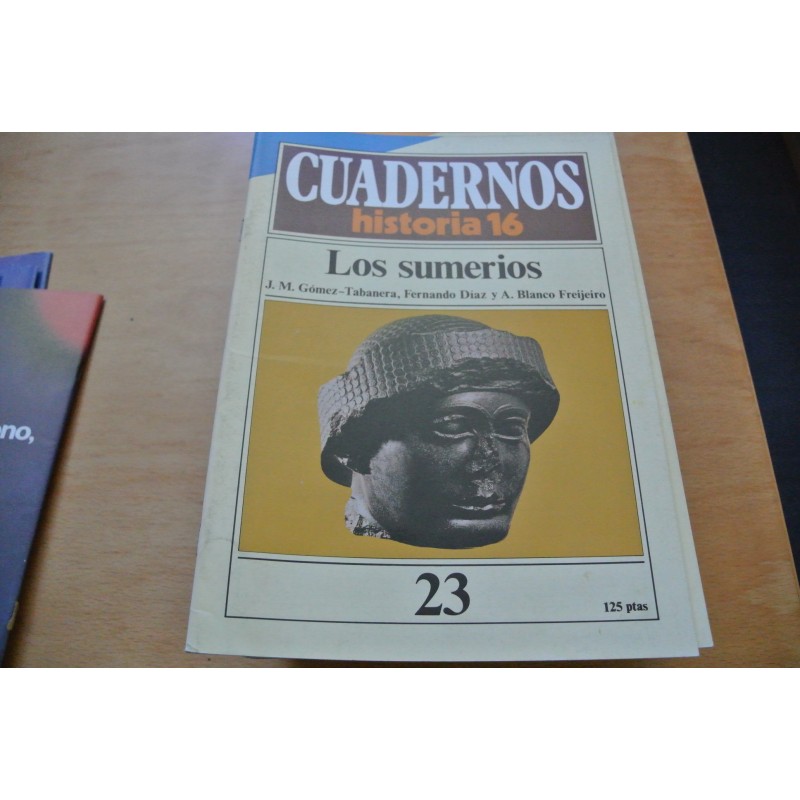 CUADERNOS
historia 16
Los sumerios
J. M. Gómez-Tabanera, Fernando Díaz y A. Blanco Freijeiro
23
125 ptas